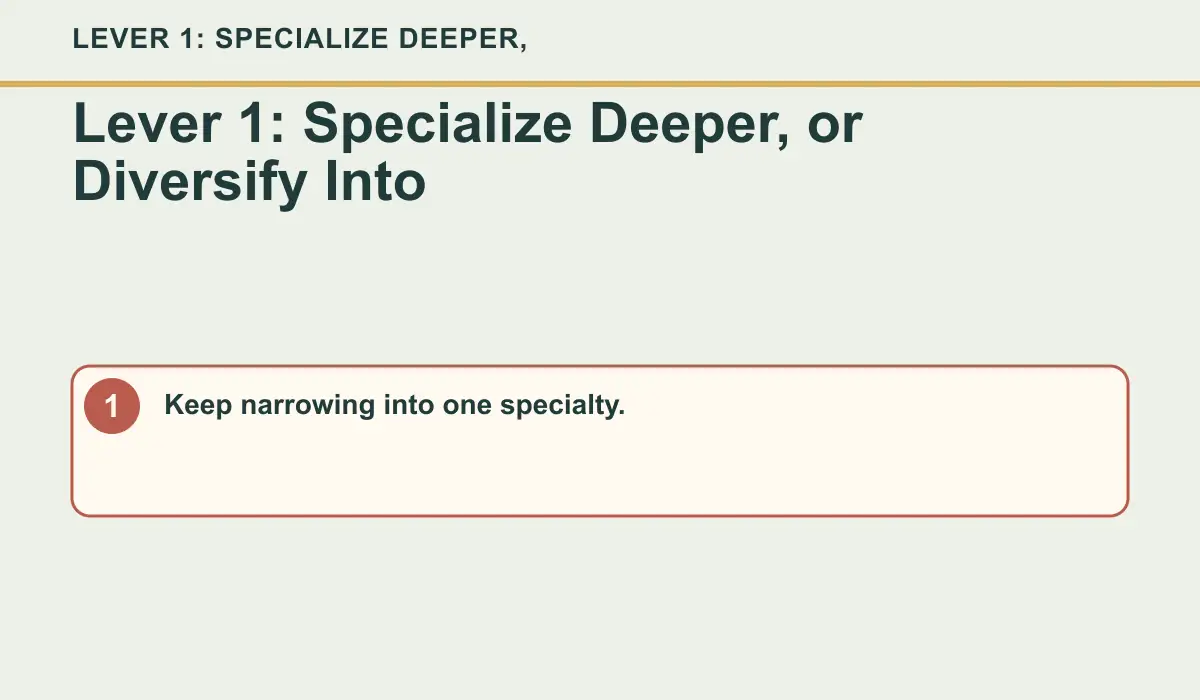 LEVER 1: SPECIALIZE DEEPER,
Lever 1: Specialize Deeper, or
Diversify Into
1 Keep narrowing into one specialty.